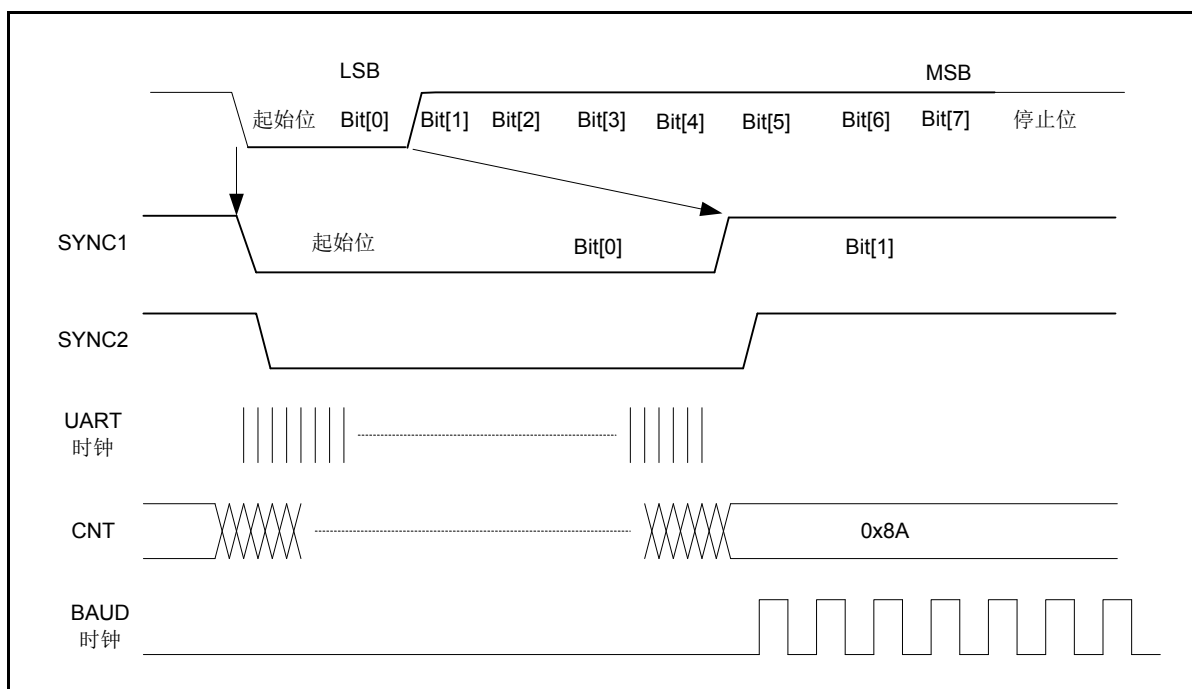 LSB MSB
起始位 Bit[0] Bit[1] Bit[2] Bit[3] Bit[4] Bit[5] Bit[6] Bit[7] 停止位
SYNC1 起始位 Bit[0] Bit[1]
SYNC2
UART
时钟
CNT 0x8A
BAUD
时钟